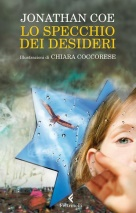 JONATHAN COE
LO SPECCHIO
DEI DESIDERI
Illustrazioni di CHIARA COCCORESE
Feltrinelli